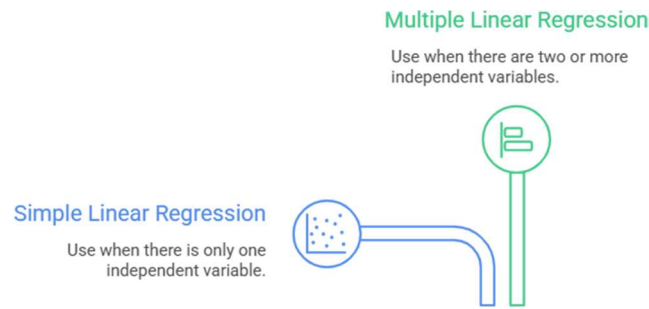 Multiple Linear Regression
Use when there are two or more
independent variables.
Simple Linear Regression
Use when there is only one
independent variable.